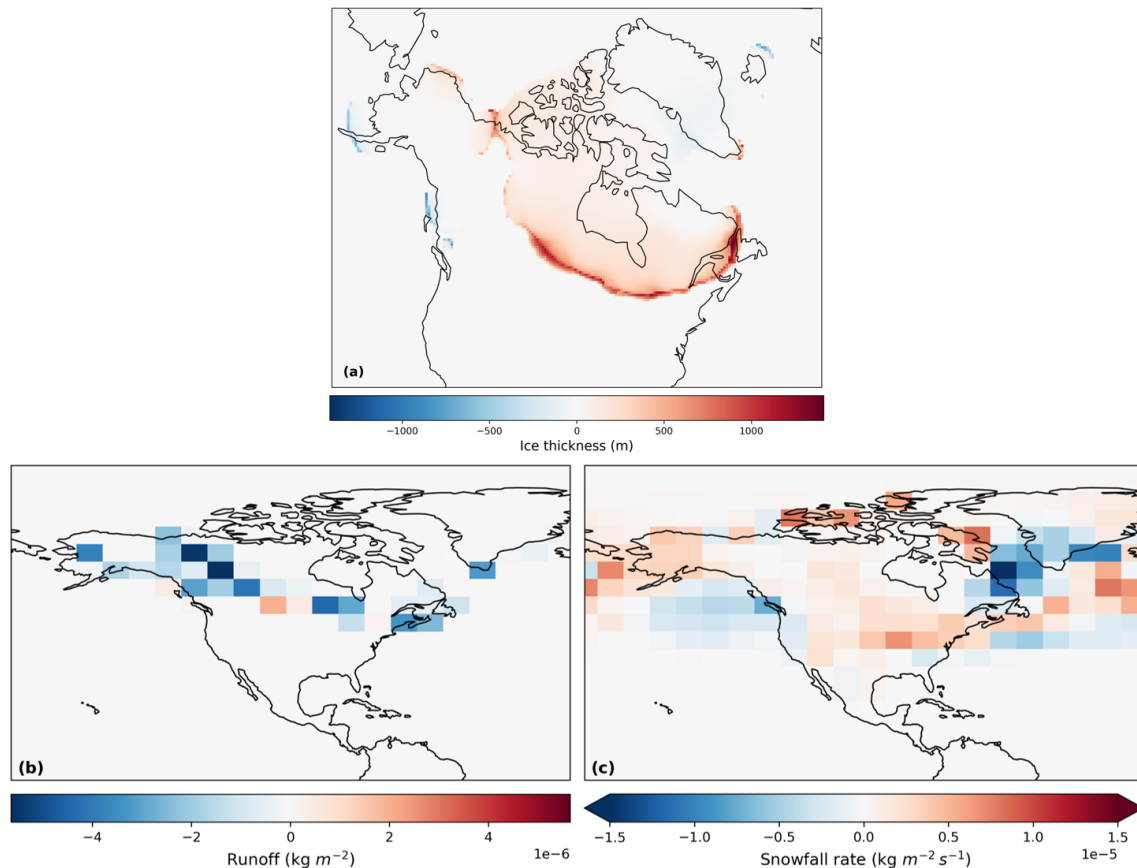 (a)
−1000 −500 0 500 1000
Ice thickness (m)
(b)
(c)
−4 −2 0 2 4
1e−6
Runoff (kg m⁻²)
−1.5 −1.0 −0.5 0.0 0.5 1.0 1.5
1e−5
Snowfall rate (kg m⁻² s⁻¹)